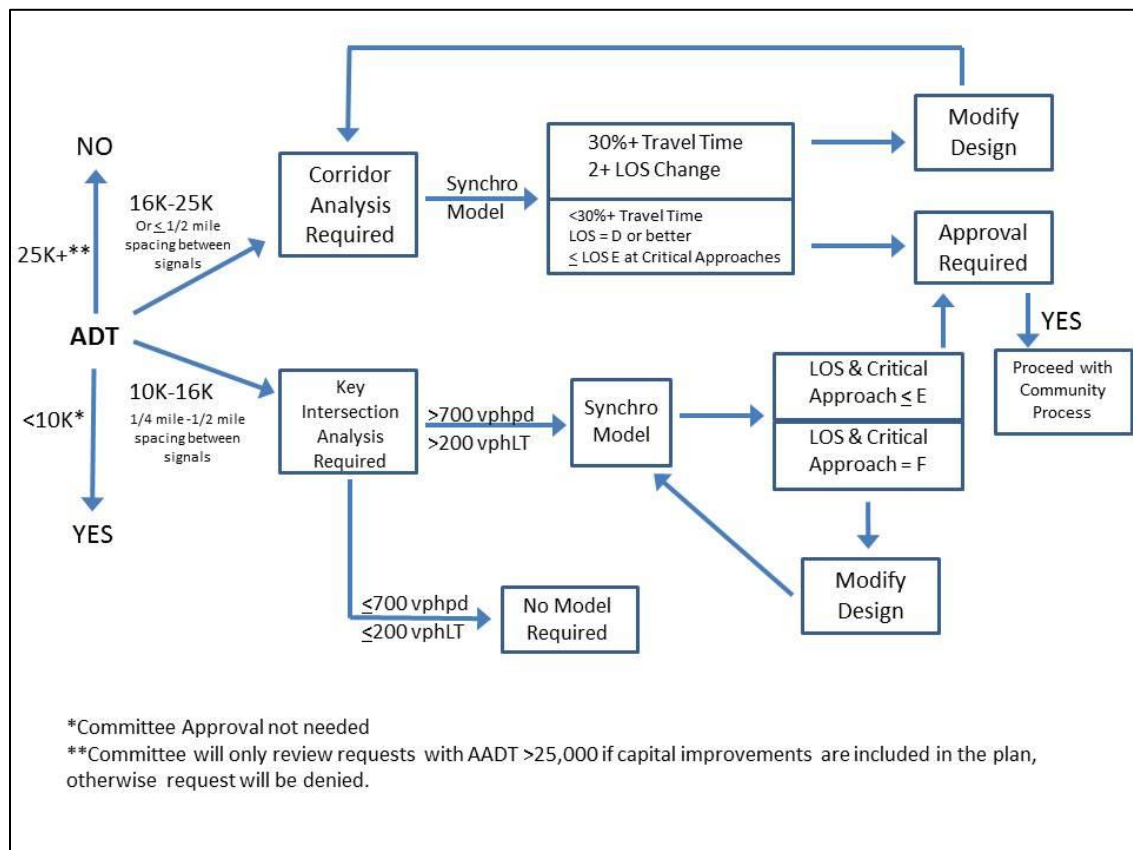 NO
25K+**
16K-25K
Or ≤ 1/2 mile
spacing between
signals
ADT
<10K*
YES
10K-16K
1/4 mile -1/2 mile
spacing between
signals
Corridor
Analysis
Required
Synchro
Model
30%+ Travel Time
2+ LOS Change
<30%+ Travel Time
LOS = D or better
≤ LOS E at Critical Approaches
Modify
Design
Approval
Required
YES
Proceed with
Community
Process
Key
Intersection
Analysis
Required
>700 vphpd
>200 vphLT
Synchro
Model
LOS & Critical
Approach ≤ E
LOS & Critical
Approach = F
Modify
Design
≤700 vphpd
≤200 vphLT
No Model
Required
*Committee Approval not needed
**Committee will only review requests with AADT >25,000 if capital improvements are included in the plan,
otherwise request will be denied.